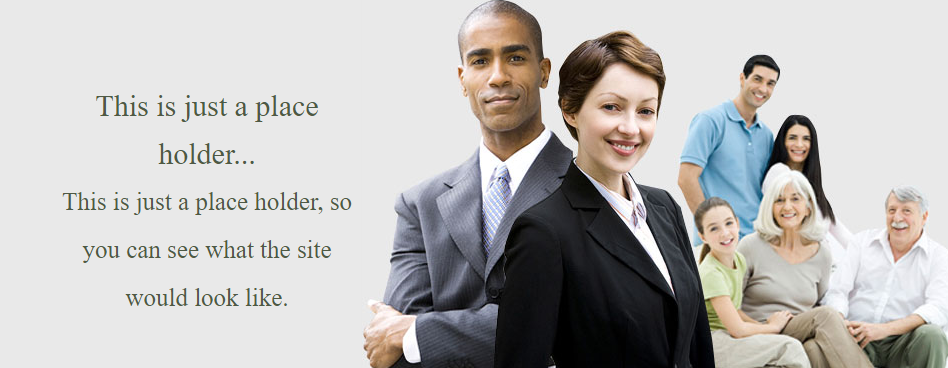 This is just a place
holder...
This is just a place holder, so
you can see what the site
would look like.